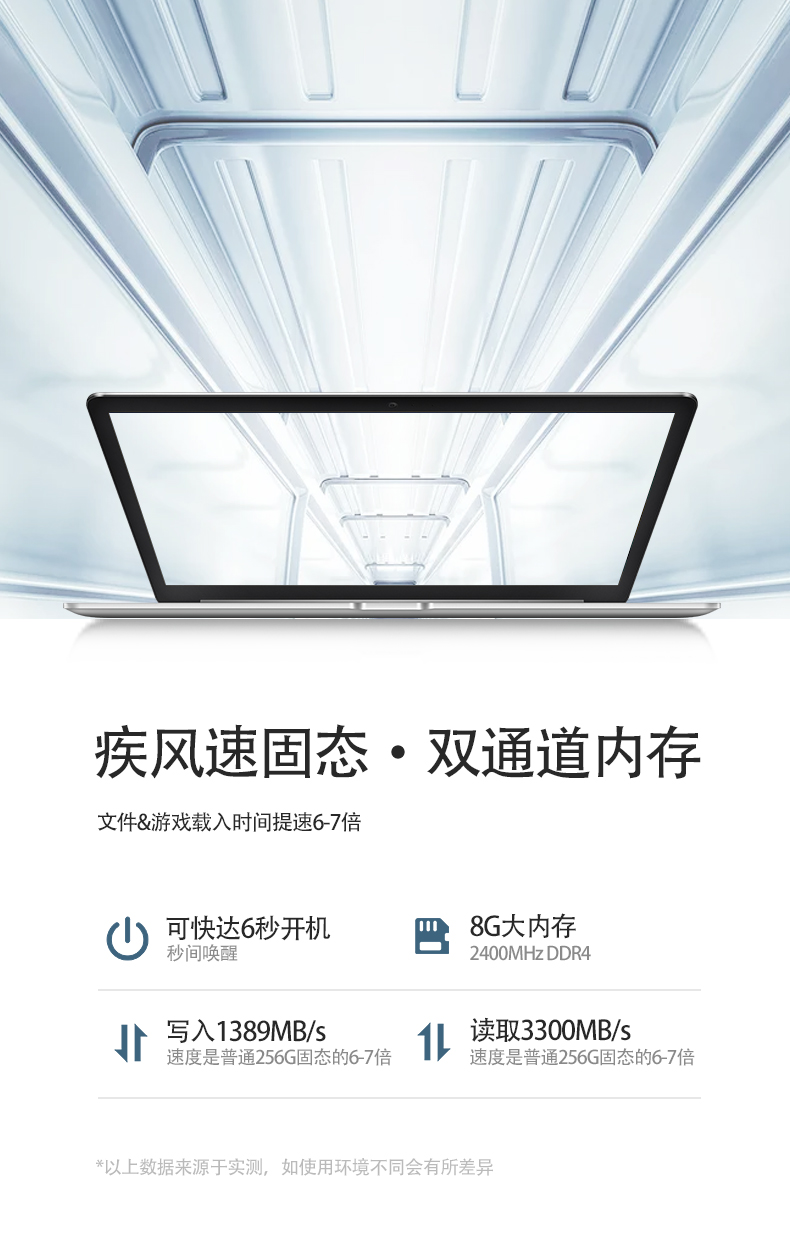 疾风速固态·双通道内存
文件&游戏载入时间提速6-7倍
可快达6秒开机
秒间唤醒
8G大内存
2400MHz DDR4
写入1389MB/s
速度是普通256G固态的6-7倍
读取3300MB/s
速度是普通256G固态的6-7倍
*以上数据来源于实测，如使用环境不同会有所差异